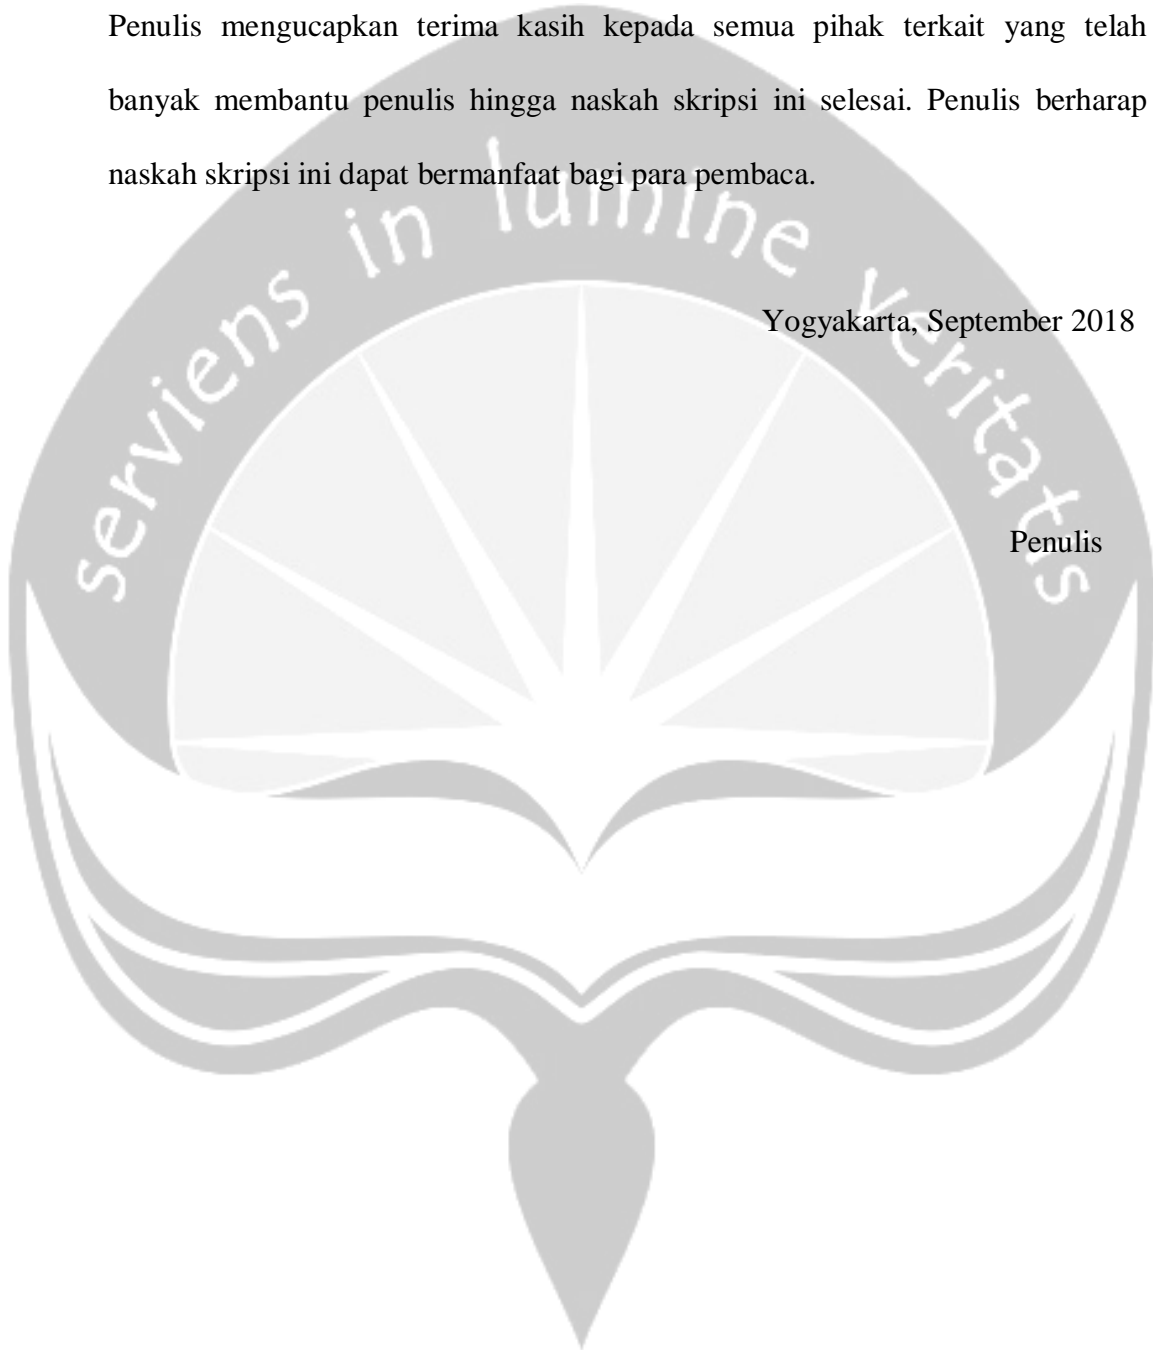 Penulis mengucapkan terima kasih kepada semua pihak terkait yang telah
banyak membantu penulis hingga naskah skripsi ini selesai. Penulis berharap
naskah skripsi ini dapat bermanfaat bagi para pembaca.
serviens in lumine veritatis
Yogyakarta, September 2018
Penulis